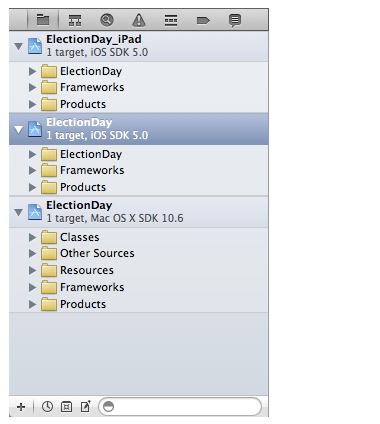 ElectionDay_iPad
1 target, iOS SDK 5.0
ElectionDay
Frameworks
Products
ElectionDay
1 target, iOS SDK 5.0
ElectionDay
Frameworks
Products
ElectionDay
1 target, Mac OS X SDK 10.6
Classes
Other Sources
Resources
Frameworks
Products